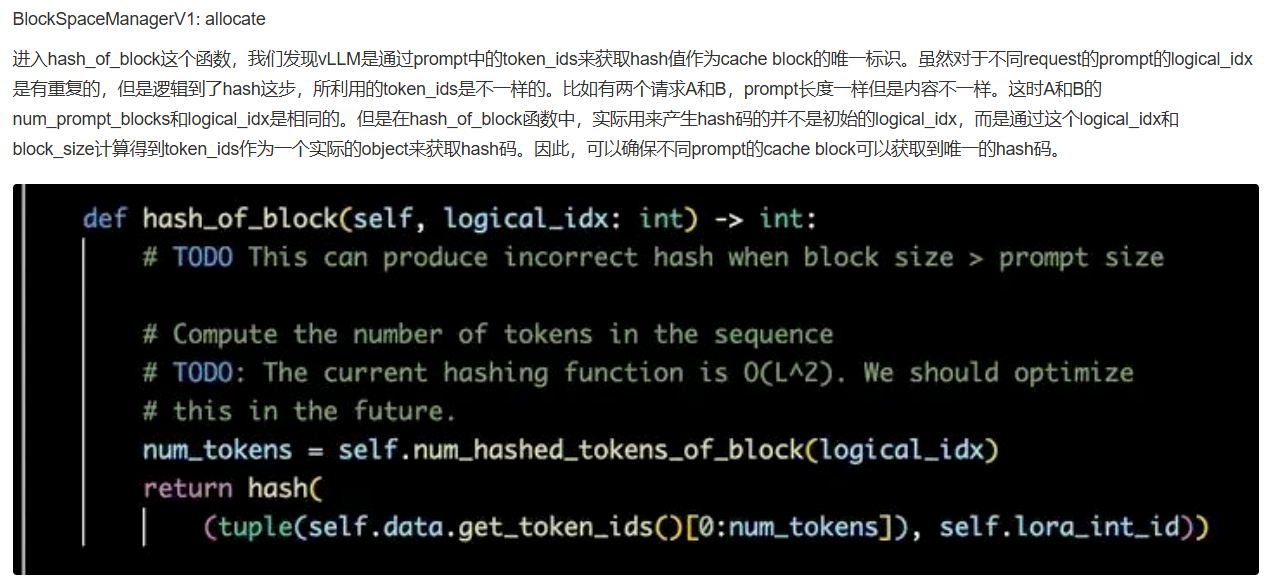 BlockSpaceManagerV1: allocate
进入hash_of_block这个函数，我们发现vLLM是通过prompt中的token_ids来获取hash值作为cache block的唯一标识。虽然对于不同request的prompt的logical_idx
是有重复的，但是逻辑到了hash这步，所利用的token_ids是不一样的。比如有两个请求A和B，prompt长度一样但是内容不一样。这时A和B的
num_prompt_blocks和logical_idx是相同的。但是在hash_of_block函数中，实际用来产生hash码的并不是初始的logical_idx，而是通过这个logical_idx和
block_size计算得到token_ids作为一个实际的object来获取hash码。因此，可以确保不同prompt的cache block可以获取到唯一的hash码。
def hash_of_block(self, logical_idx: int) -> int:
# TODO This can produce incorrect hash when block size > prompt size
# Compute the number of tokens in the sequence
# TODO: The current hashing function is O(L^2). We should optimize
# this in the future.
num_tokens = self.num_hashed_tokens_of_block(logical_idx)
return hash(
(tuple(self.data.get_token_ids()[0:num_tokens]), self.lora_int_id))